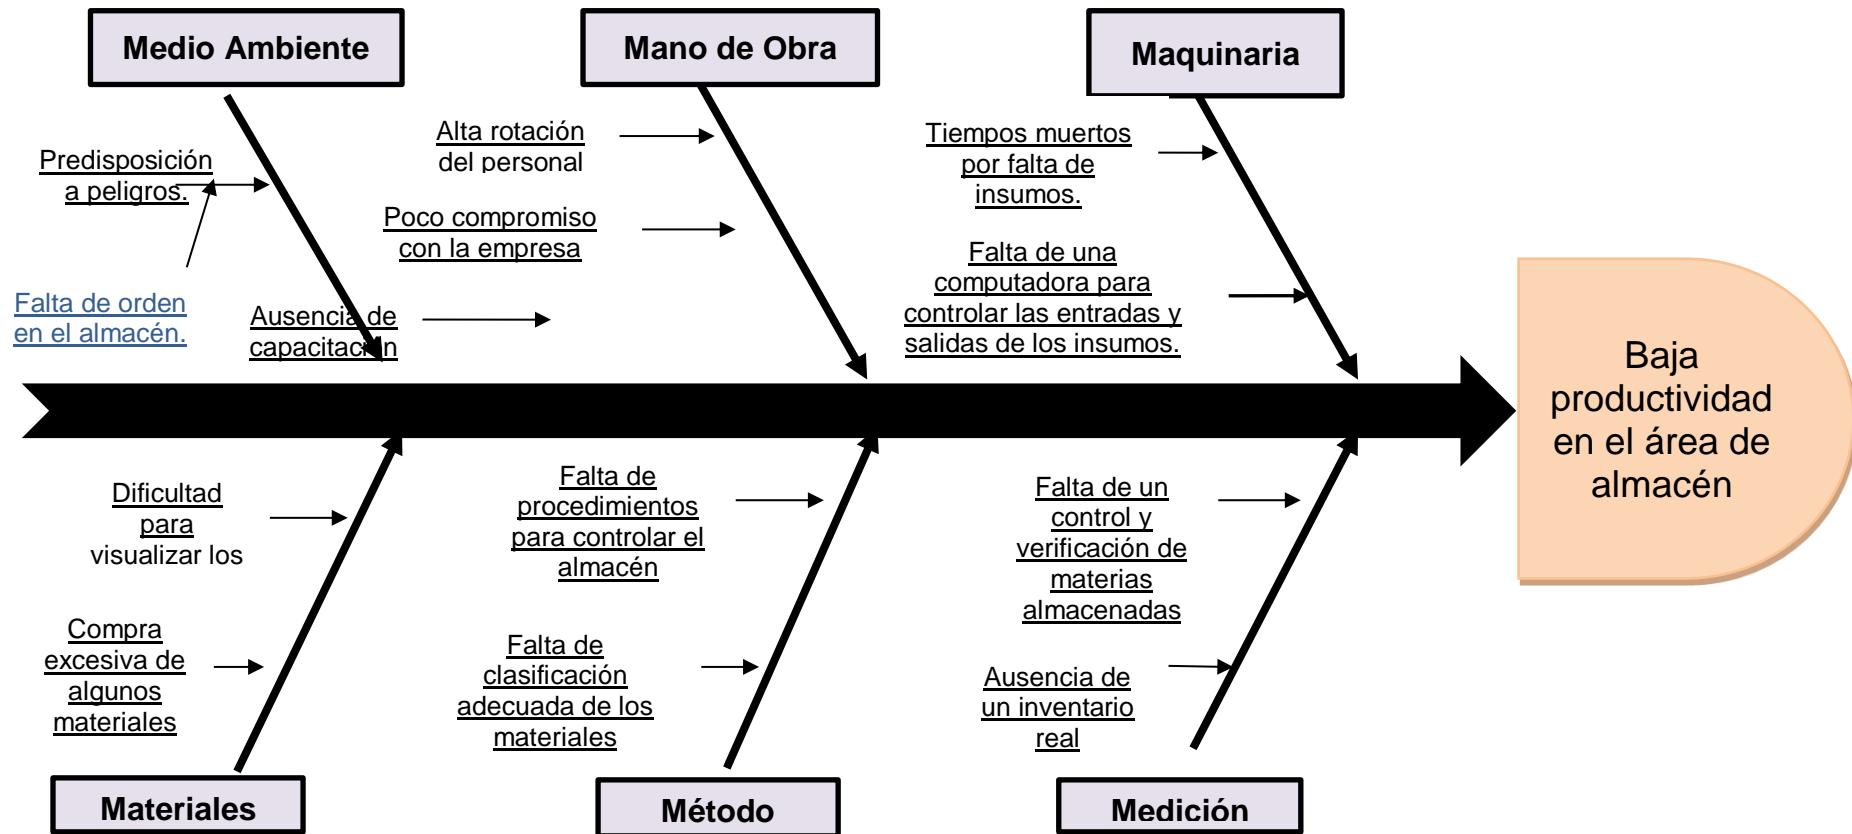 Medio Ambiente
Mano de Obra
Maquinaria
Predisposición
a peligros.
Falta de orden
en el almacén.
Alta rotación
del personal
Poco compromiso
con la empresa
Ausencia de
capacitación
Tiempos muertos
por falta de
insumos.
Falta de una
computadora para
controlar las entradas y
salidas de los insumos.
Baja
productividad
en el área de
almacén
Dificultad
para
visualizar los
Compra
excesiva de
algunos
materiales
Falta de
procedimientos
para controlar el
almacén
Falta de
clasificación
adecuada de los
materiales
Falta de un
control y
verificación de
materias
almacenadas
Ausencia de
un inventario
real
Materiales
Método
Medición